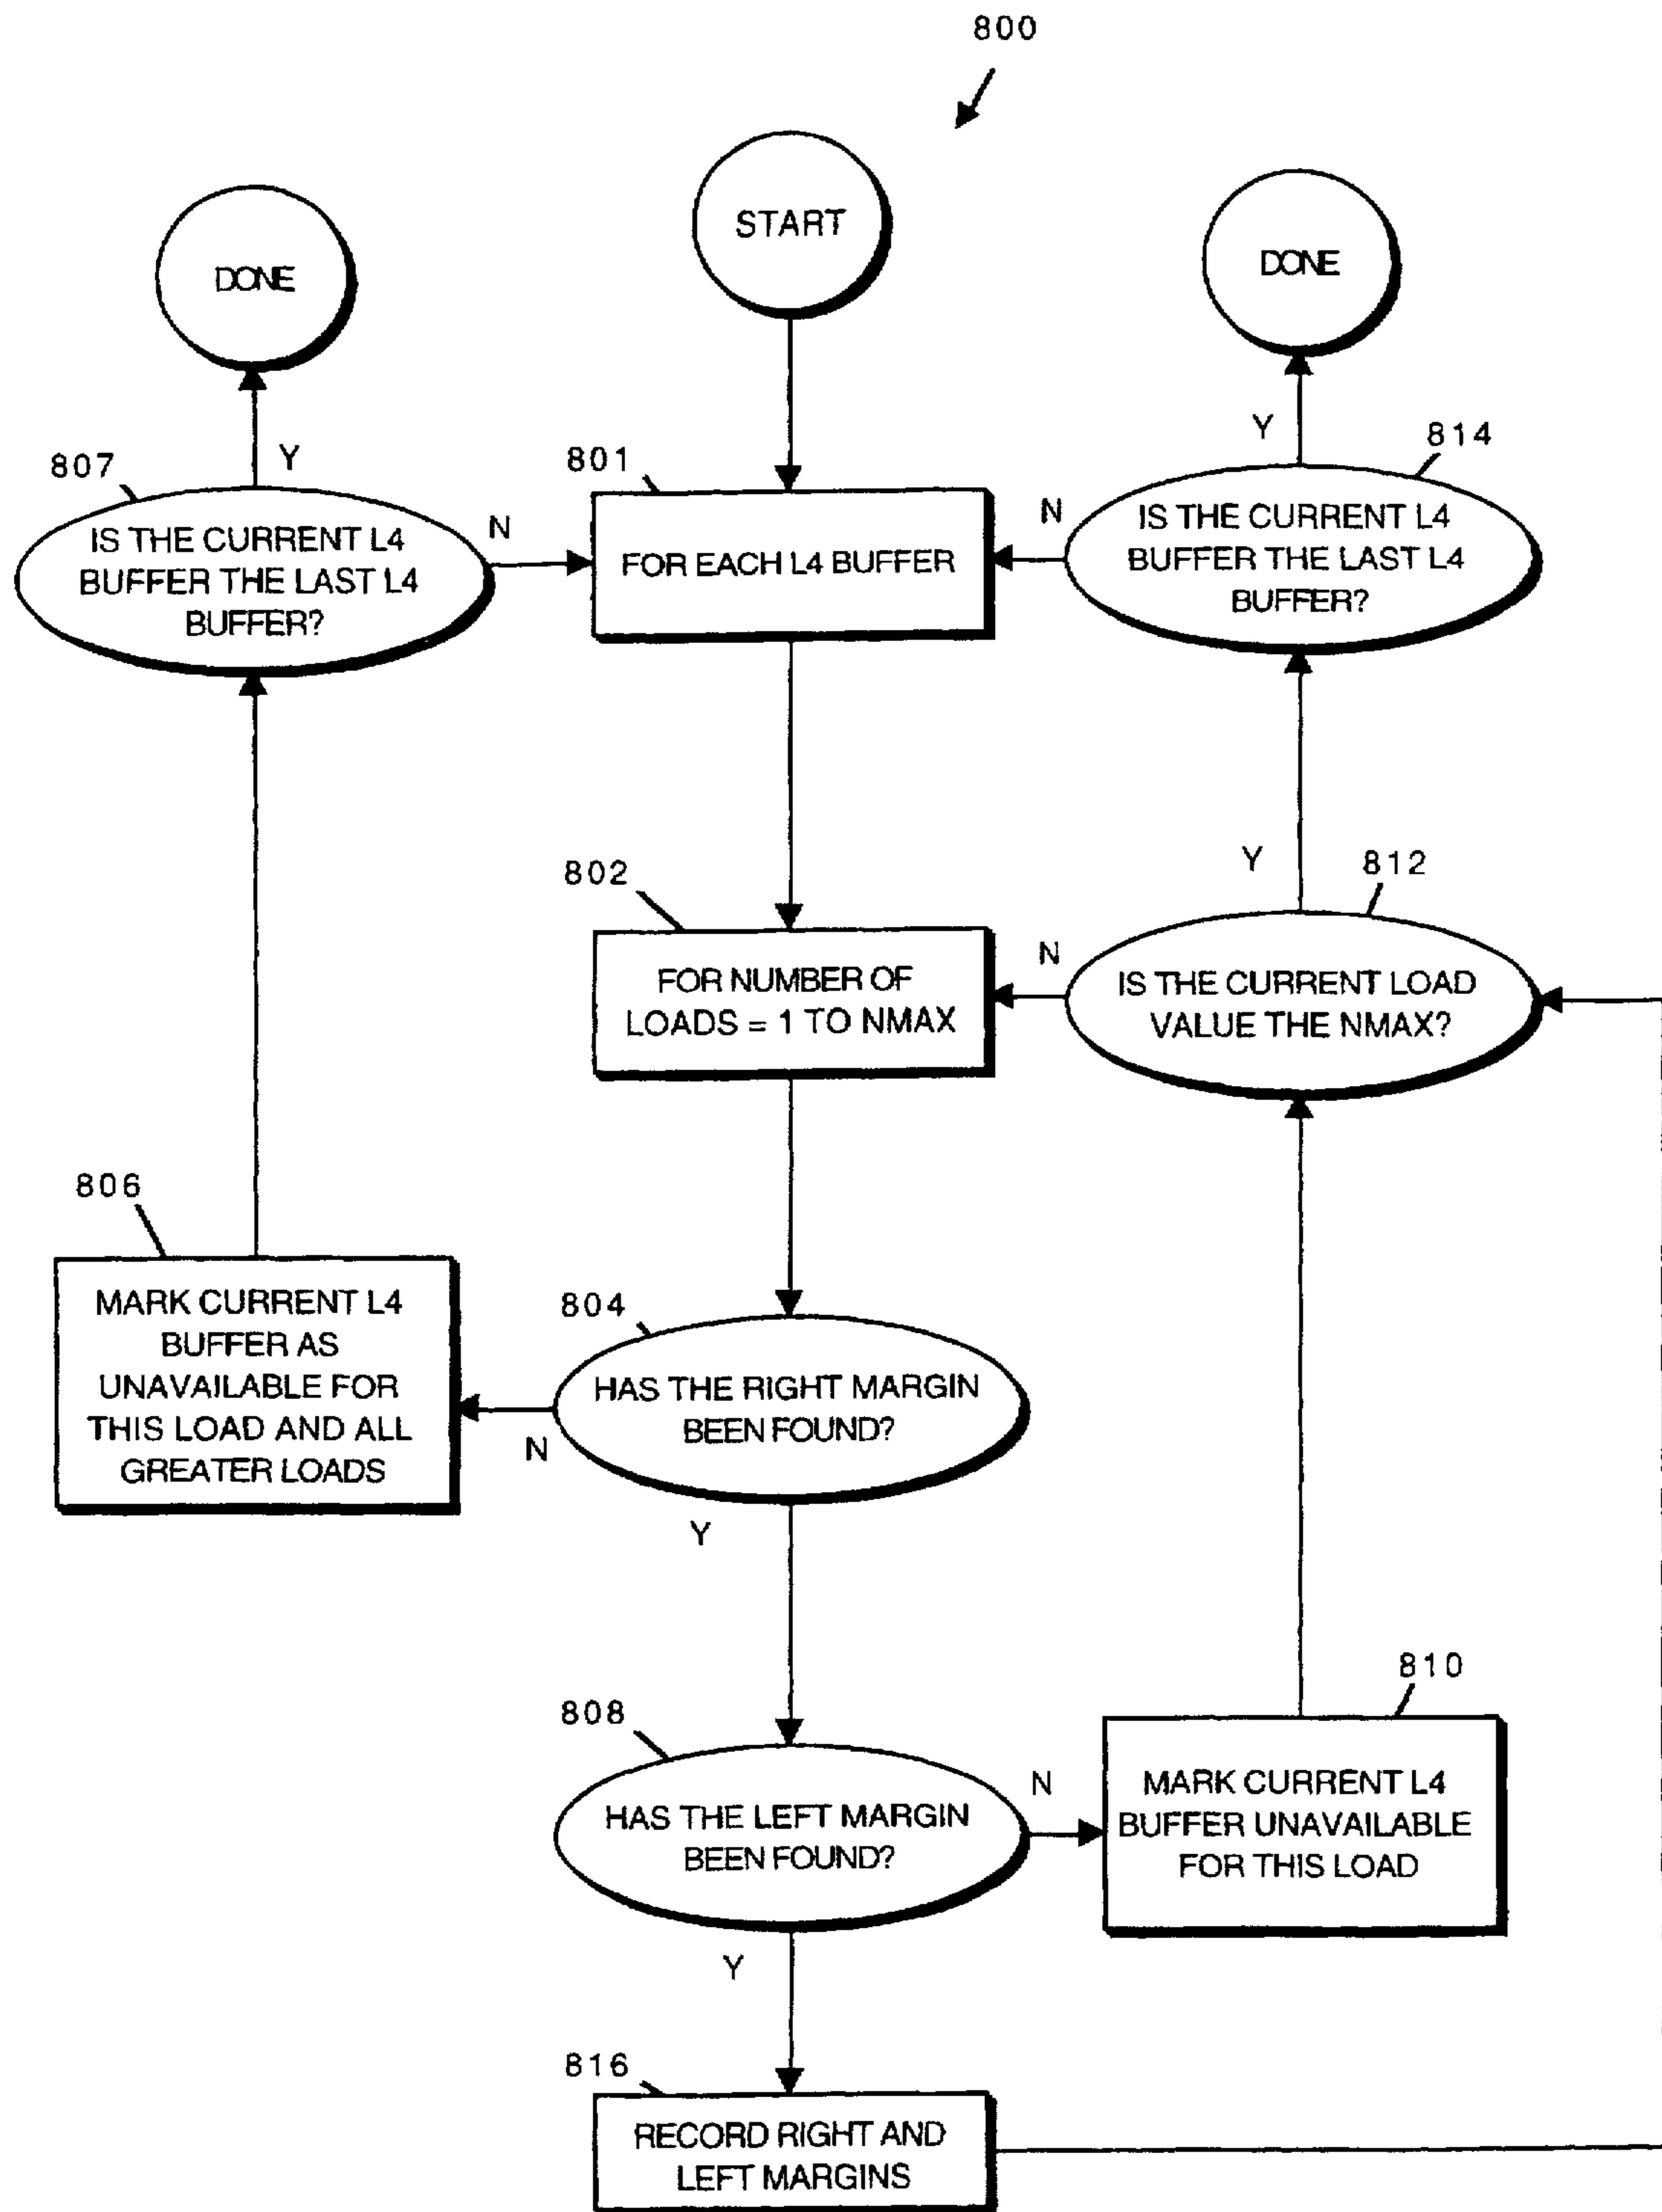 800
START
DONE
DONE
Y
Y
807
801
814
IS THE CURRENT L4
BUFFER THE LAST L4
BUFFER?
N
FOR EACH L4 BUFFER
N
IS THE CURRENT L4
BUFFER THE LAST L4
BUFFER?
802
Y
812
FOR NUMBER OF
LOADS = 1 TO NMAX
N
IS THE CURRENT LOAD
VALUE THE NMAX?
806
MARK CURRENT L4
BUFFER AS
UNAVAILABLE FOR
THIS LOAD AND ALL
GREATER LOADS
804
HAS THE RIGHT MARGIN
BEEN FOUND?
N
Y
808
HAS THE LEFT MARGIN
BEEN FOUND?
N
810
MARK CURRENT L4
BUFFER UNAVAILABLE
FOR THIS LOAD
Y
816
RECORD RIGHT AND
LEFT MARGINS